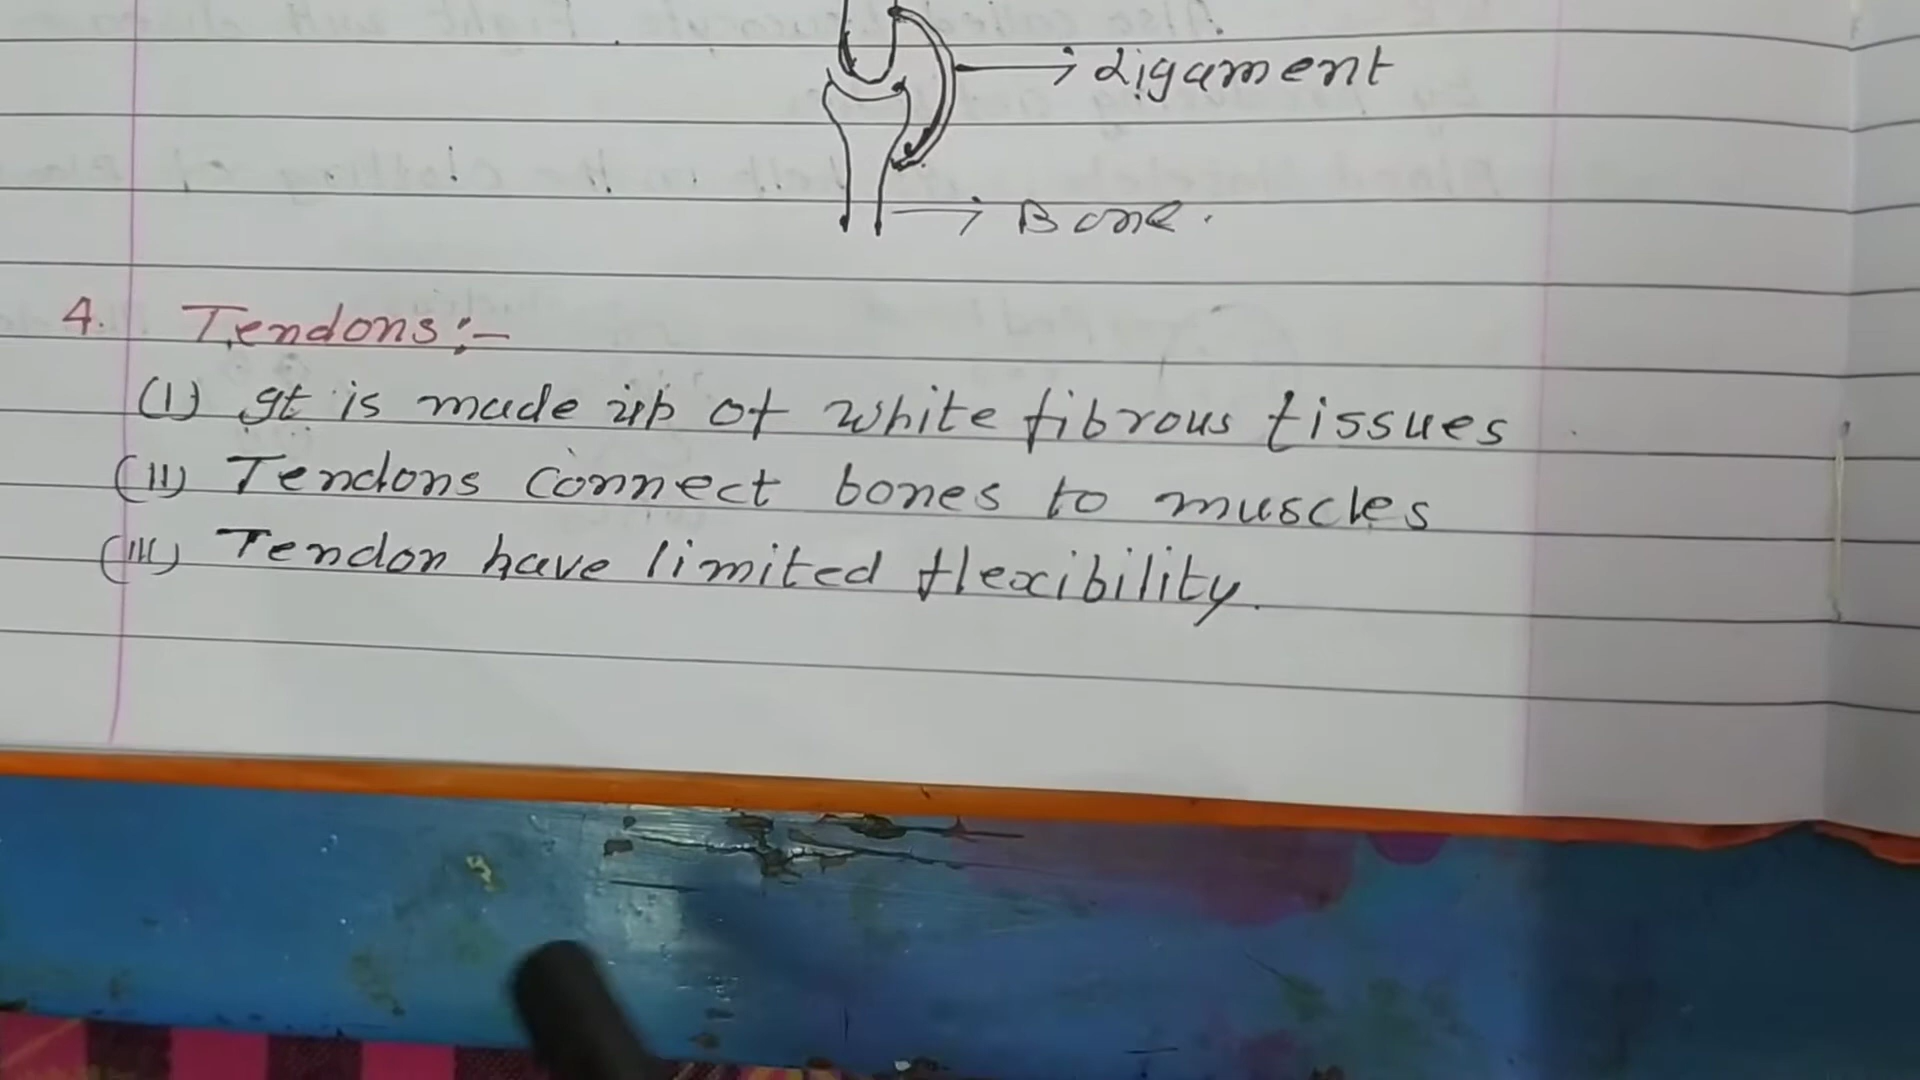 Ligament
Bone.
4. Tendons:-
(I) It is made up of white fibrous tissues
(II) Tendons connect bones to muscles
(III) Tendon have limited flexibility.